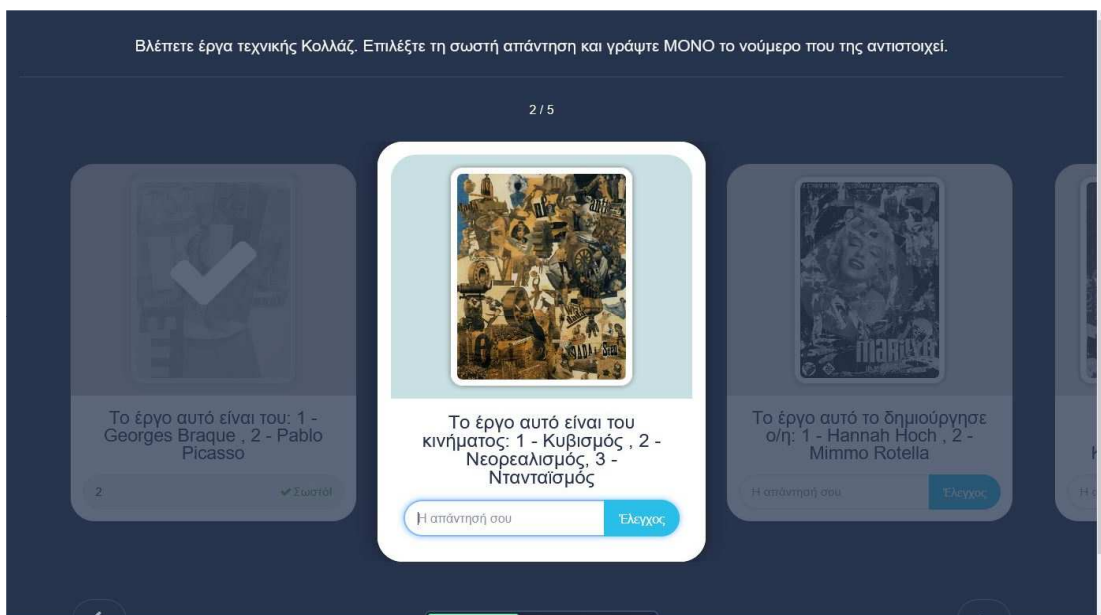 Βλέπετε έργα τεχνικής Κολλάζ. Επιλέξτε τη σωστή απάντηση και γράψτε ΜΟΝΟ το νούμερο που της αντιστοιχεί.
2 / 5
Το έργο αυτό είναι του: 1 -
Georges Braque , 2 - Pablo
Picasso
2
Σωστό!
Το έργο αυτό είναι του
κινήματος: 1 - Κυβισμός , 2 -
Νεορεαλισμός, 3 -
Ντανταϊσμός
Η απάντησή σου
Έλεγχος
MARILYN
Το έργο αυτό το δημιούργησε
ο/η: 1 - Hannah Hoch , 2 -
Mimmo Rotella
Η απάντησή σου
Έλεγχος